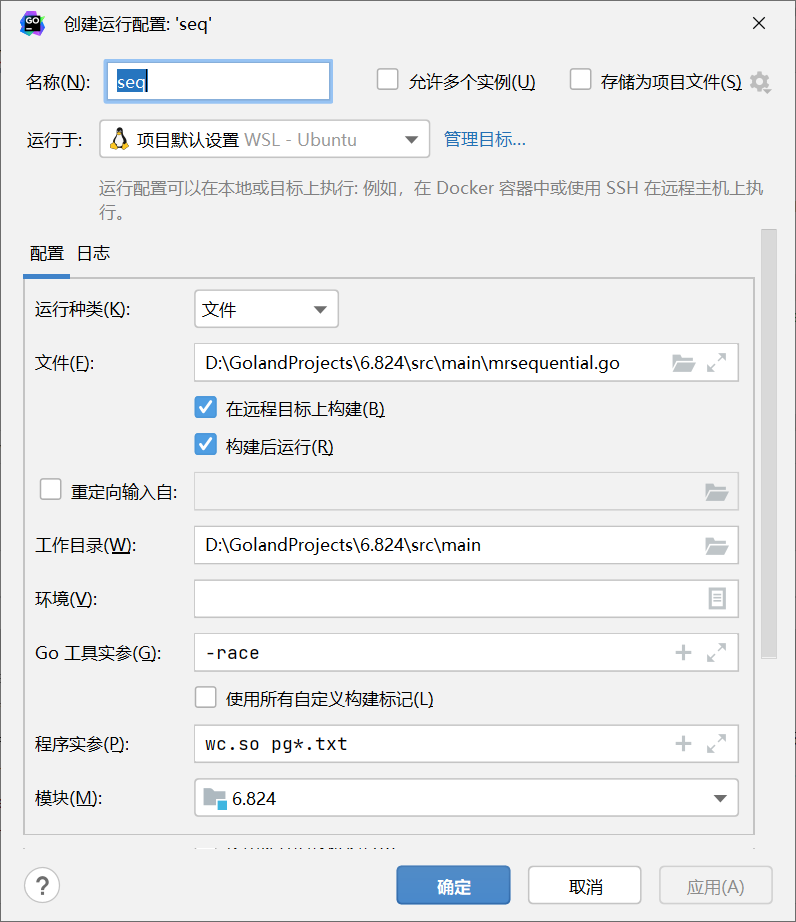 创建运行配置: 'seq'
名称(N): seq 允许多个实例(U) 存储为项目文件(S)
运行于: 项目默认设置 WSL - Ubuntu 管理目标...
运行配置可以在本地或目标上执行: 例如，在 Docker 容器中或使用 SSH 在远程主机上执
行。
配置 日志
运行种类(K): 文件
文件(F): D:\GolandProjects\6.824\src\main\mrsequential.go
在远程目标上构建(B)
构建后运行(R)
重定向输入自:
工作目录(W): D:\GolandProjects\6.824\src\main
环境(V):
Go 工具实参(G): -race
使用所有自定义构建标记(L)
程序实参(P): wc.so pg*.txt
模块(M): 6.824
? 确定 取消 应用(A)